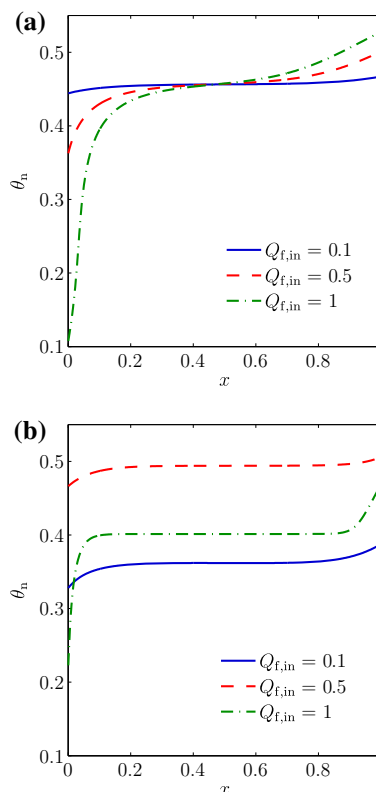 (a)
0.5
0.4
0.3
0.2
0.1
θn
Qf,in = 0.1
Qf,in = 0.5
Qf,in = 1
0 0.2 0.4 0.6 0.8
x
(b)
0.5
0.4
0.3
0.2
0.1
θn
Qf,in = 0.1
Qf,in = 0.5
Qf,in = 1
0 0.2 0.4 0.6 0.8
x